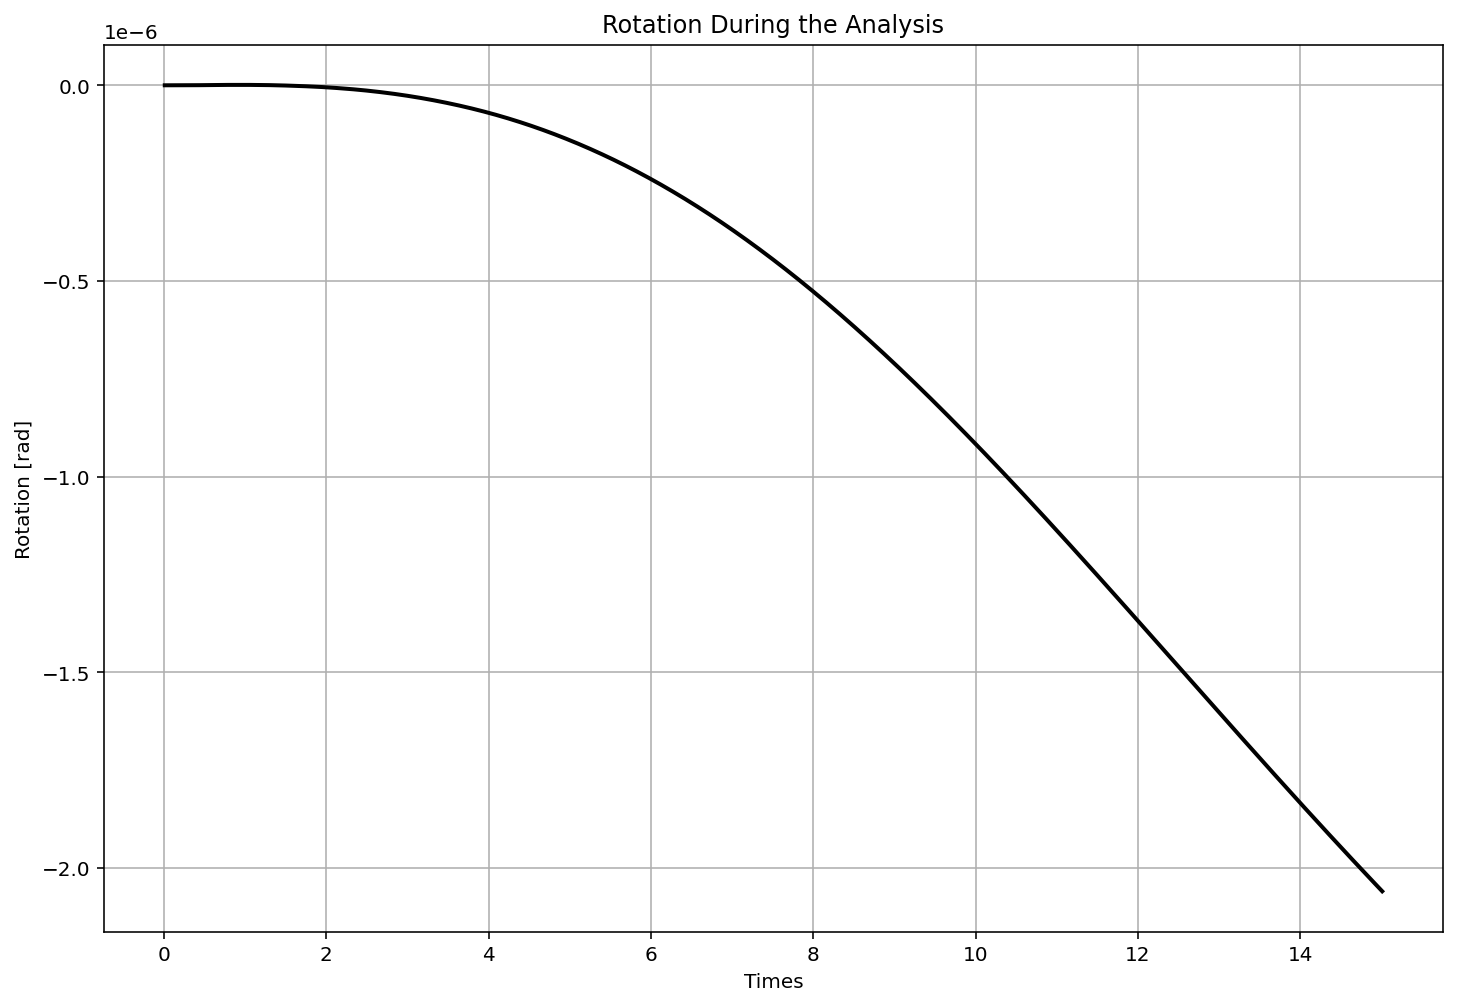 Rotation During the Analysis
1e−6
0.0
−0.5
−1.0
−1.5
−2.0
Rotation [rad]
0 2 4 6 8 10 12 14
Times